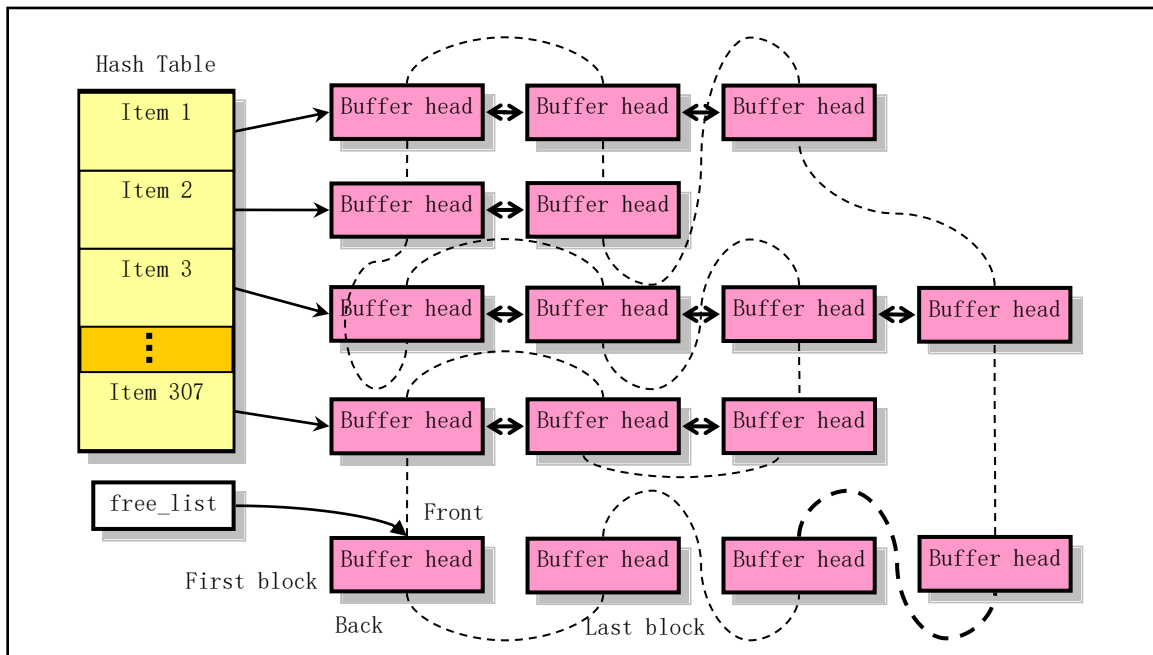 Hash Table
Item 1
Buffer head
Buffer head
Buffer head
Item 2
Buffer head
Buffer head
Item 3
Buffer head
Buffer head
Buffer head
Buffer head
Item 307
Buffer head
Buffer head
Buffer head
free_list
Front
Buffer head
Buffer head
Buffer head
Buffer head
First block
Back
Last block